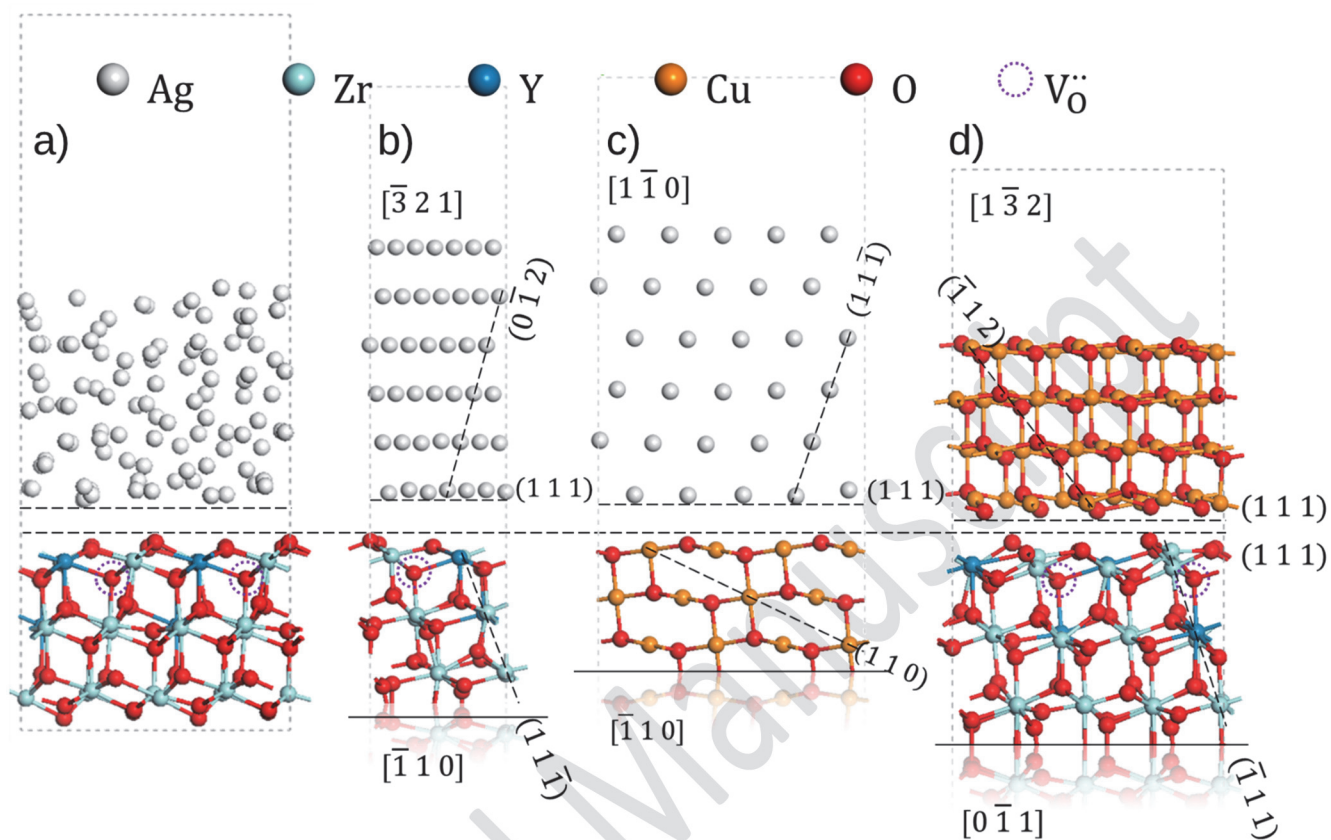 Ag Zr Y Cu O V̈_O
a) b) c) d)
[3̅ 2 1]
[1 1̅ 0]
[1 3̅ 2]
(0 1̅ 2)
(1 1 1̅)
(1̅ 1 2)
(1 1 1)
(1 1 1)
(1 1 1)
(1 1 1)
(1 1 0)
[1̅ 1 0]
(1 1 1̅)
[1̅ 1 0]
(1̅ 1 1)
[0 1̅ 1]
Manuscript